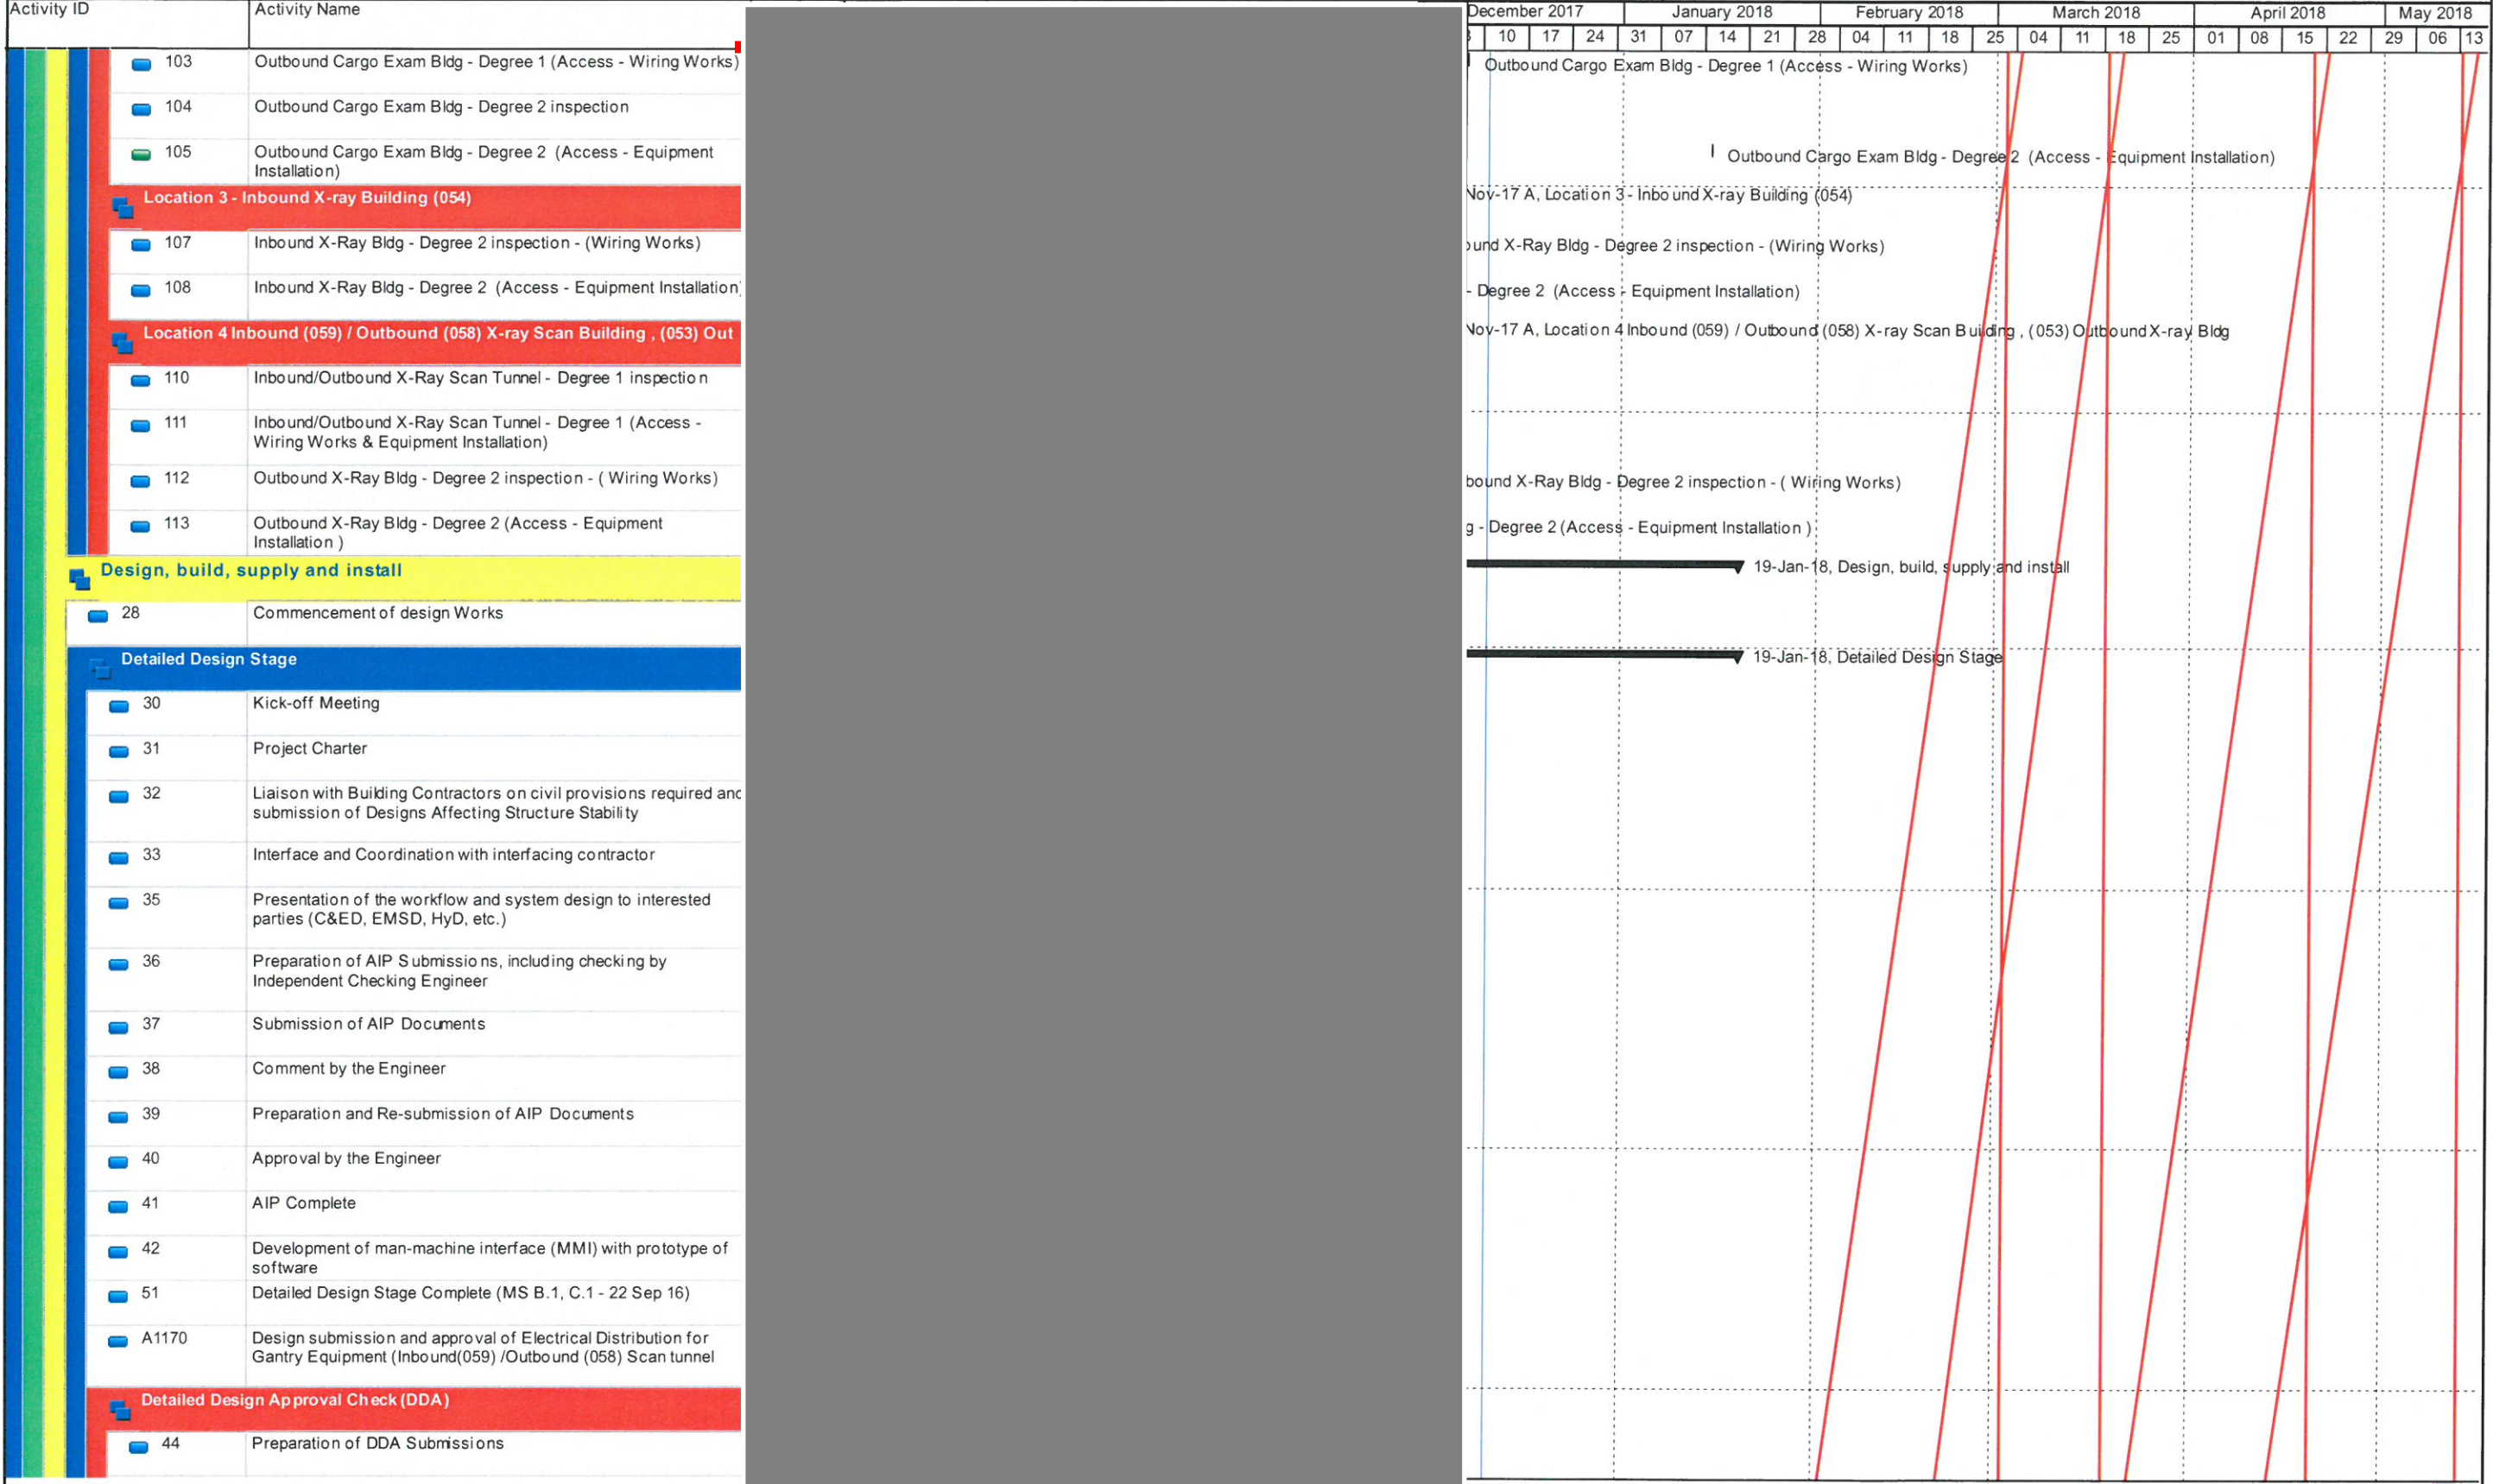 Activity ID Activity Name December 2017 January 2018 February 2018 March 2018 April 2018 May 2018
10 17 24 31 07 14 21 28 04 11 18 25 04 11 18 25 01 08 15 22 29 06 13
103 Outbound Cargo Exam Bldg - Degree 1 (Access - Wiring Works) Outbound Cargo Exam Bldg - Degree 1 (Access - Wiring Works)
104 Outbound Cargo Exam Bldg - Degree 2 inspection
105 Outbound Cargo Exam Bldg - Degree 2 (Access - Equipment Outbound Cargo Exam Bldg - Degree 2 (Access - Equipment Installation)
Installation)
Location 3 - Inbound X-ray Building (054) Nov-17 A, Location 3 - Inbound X-ray Building (054)
107 Inbound X-Ray Bldg - Degree 2 inspection - (Wiring Works) ound X-Ray Bldg - Degree 2 inspection - (Wiring Works)
108 Inbound X-Ray Bldg - Degree 2 (Access - Equipment Installation) - Degree 2 (Access - Equipment Installation)
Location 4 Inbound (059) / Outbound (058) X-ray Scan Building , (053) Out Nov-17 A, Location 4 Inbound (059) / Outbound (058) X-ray Scan Building , (053) Outbound X-ray Bldg
110 Inbound/Outbound X-Ray Scan Tunnel - Degree 1 inspection
111 Inbound/Outbound X-Ray Scan Tunnel - Degree 1 (Access -
Wiring Works & Equipment Installation)
112 Outbound X-Ray Bldg - Degree 2 inspection - ( Wiring Works) bound X-Ray Bldg - Degree 2 inspection - ( Wiring Works)
113 Outbound X-Ray Bldg - Degree 2 (Access - Equipment g - Degree 2 (Access - Equipment Installation )
Installation )
Design, build, supply and install 19-Jan-18, Design, build, supply and install
28 Commencement of design Works
Detailed Design Stage 19-Jan-18, Detailed Design Stage
30 Kick-off Meeting
31 Project Charter
32 Liaison with Building Contractors on civil provisions required and
submission of Designs Affecting Structure Stability
33 Interface and Coordination with interfacing contractor
35 Presentation of the workflow and system design to interested
parties (C&ED, EMSD, HyD, etc.)
36 Preparation of AIP Submissions, including checking by
Independent Checking Engineer
37 Submission of AIP Documents
38 Comment by the Engineer
39 Preparation and Re-submission of AIP Documents
40 Approval by the Engineer
41 AIP Complete
42 Development of man-machine interface (MMI) with prototype of
software
51 Detailed Design Stage Complete (MS B.1, C.1 - 22 Sep 16)
A1170 Design submission and approval of Electrical Distribution for
Gantry Equipment (Inbound(059) /Outbound (058) Scan tunnel
Detailed Design Approval Check (DDA)
44 Preparation of DDA Submissions